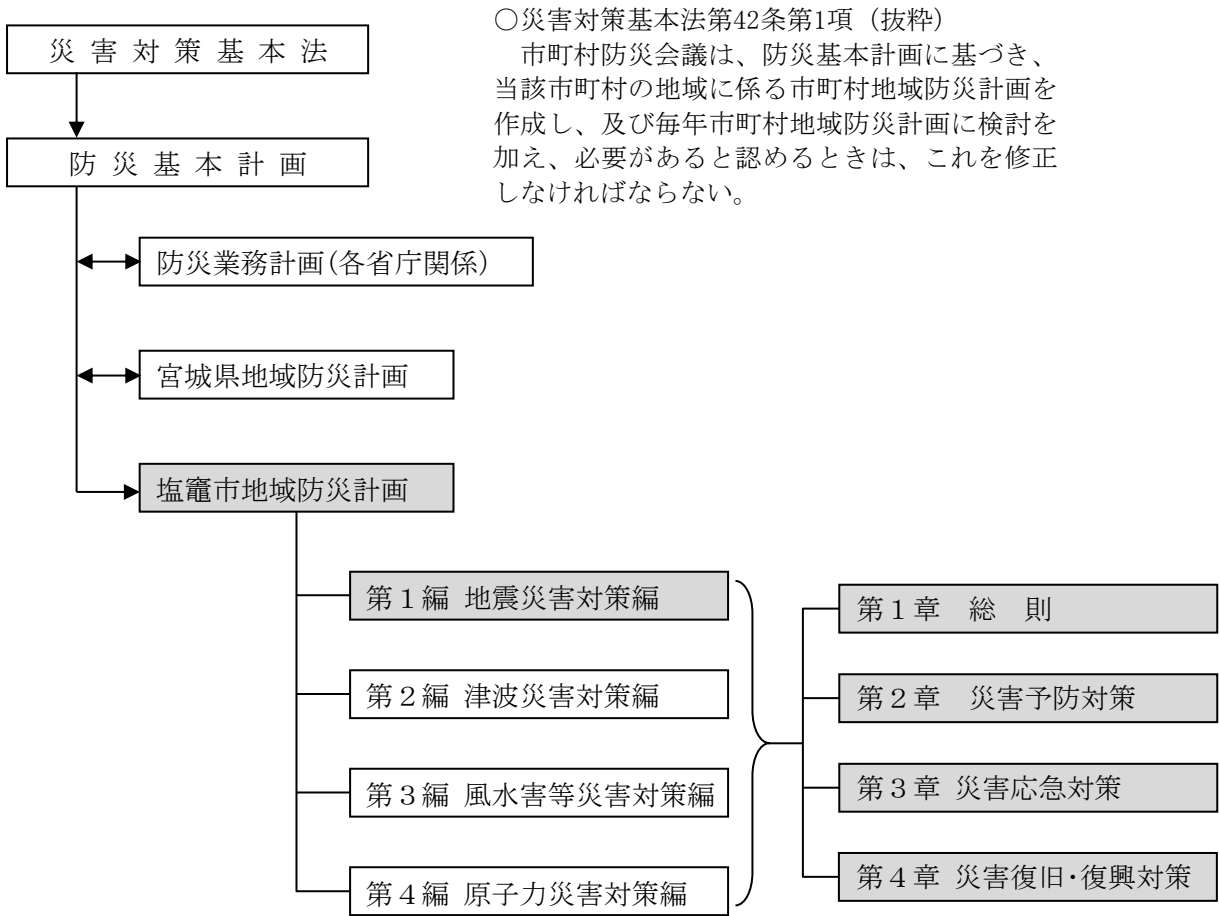 災害対策基本法
○災害対策基本法第42条第1項（抜粋）
市町村防災会議は、防災基本計画に基づき、
当該市町村の地域に係る市町村地域防災計画を
作成し、及び毎年市町村地域防災計画に検討を
加え、必要があると認めるときは、これを修正
しなければならない。
防災基本計画
防災業務計画(各省庁関係)
宮城県地域防災計画
塩竈市地域防災計画
第１編 地震災害対策編
第２編 津波災害対策編
第３編 風水害等災害対策編
第４編 原子力災害対策編
第１章　総　則
第２章　災害予防対策
第３章 災害応急対策
第４章 災害復旧・復興対策